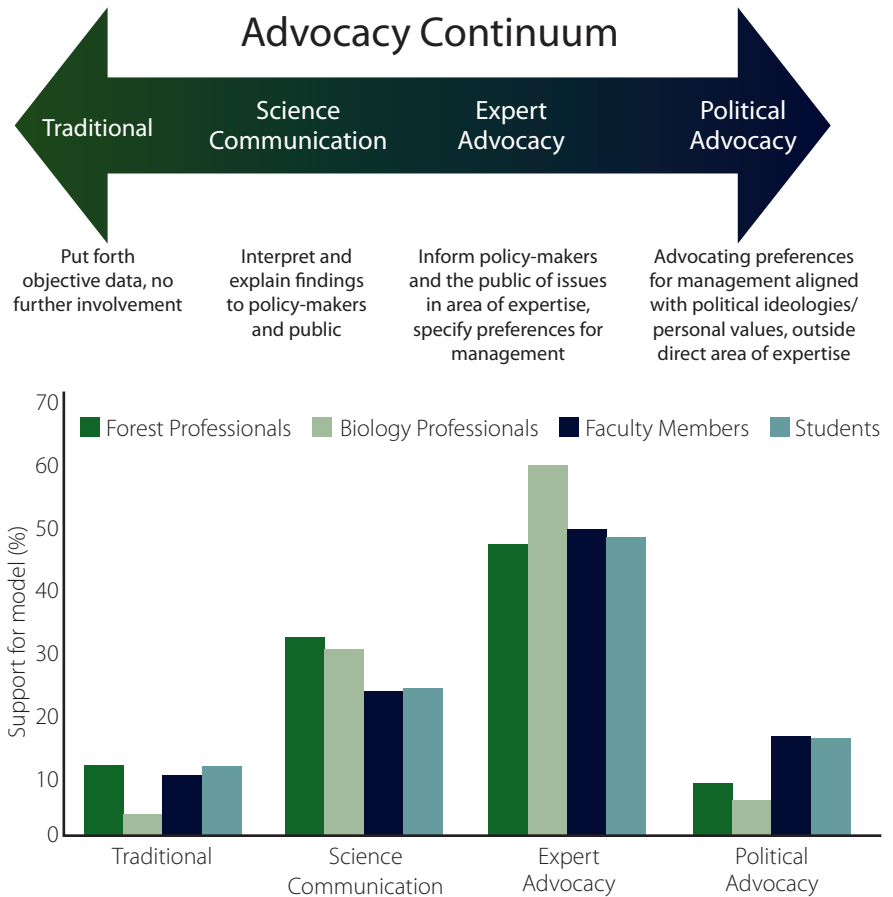 Advocacy Continuum
Traditional
Science
Communication
Expert
Advocacy
Political
Advocacy
Put forth
objective data, no
further involvement
Interpret and
explain findings
to policy-makers
and public
Inform policy-makers
and the public of issues
in area of expertise,
specify preferences for
management
Advocating preferences
for management aligned
with political ideologies/
personal values, outside
direct area of expertise
Support for model (%)
70
60
50
40
30
20
10
0
Forest Professionals
Biology Professionals
Faculty Members
Students
Traditional
Science
Communication
Expert
Advocacy
Political
Advocacy